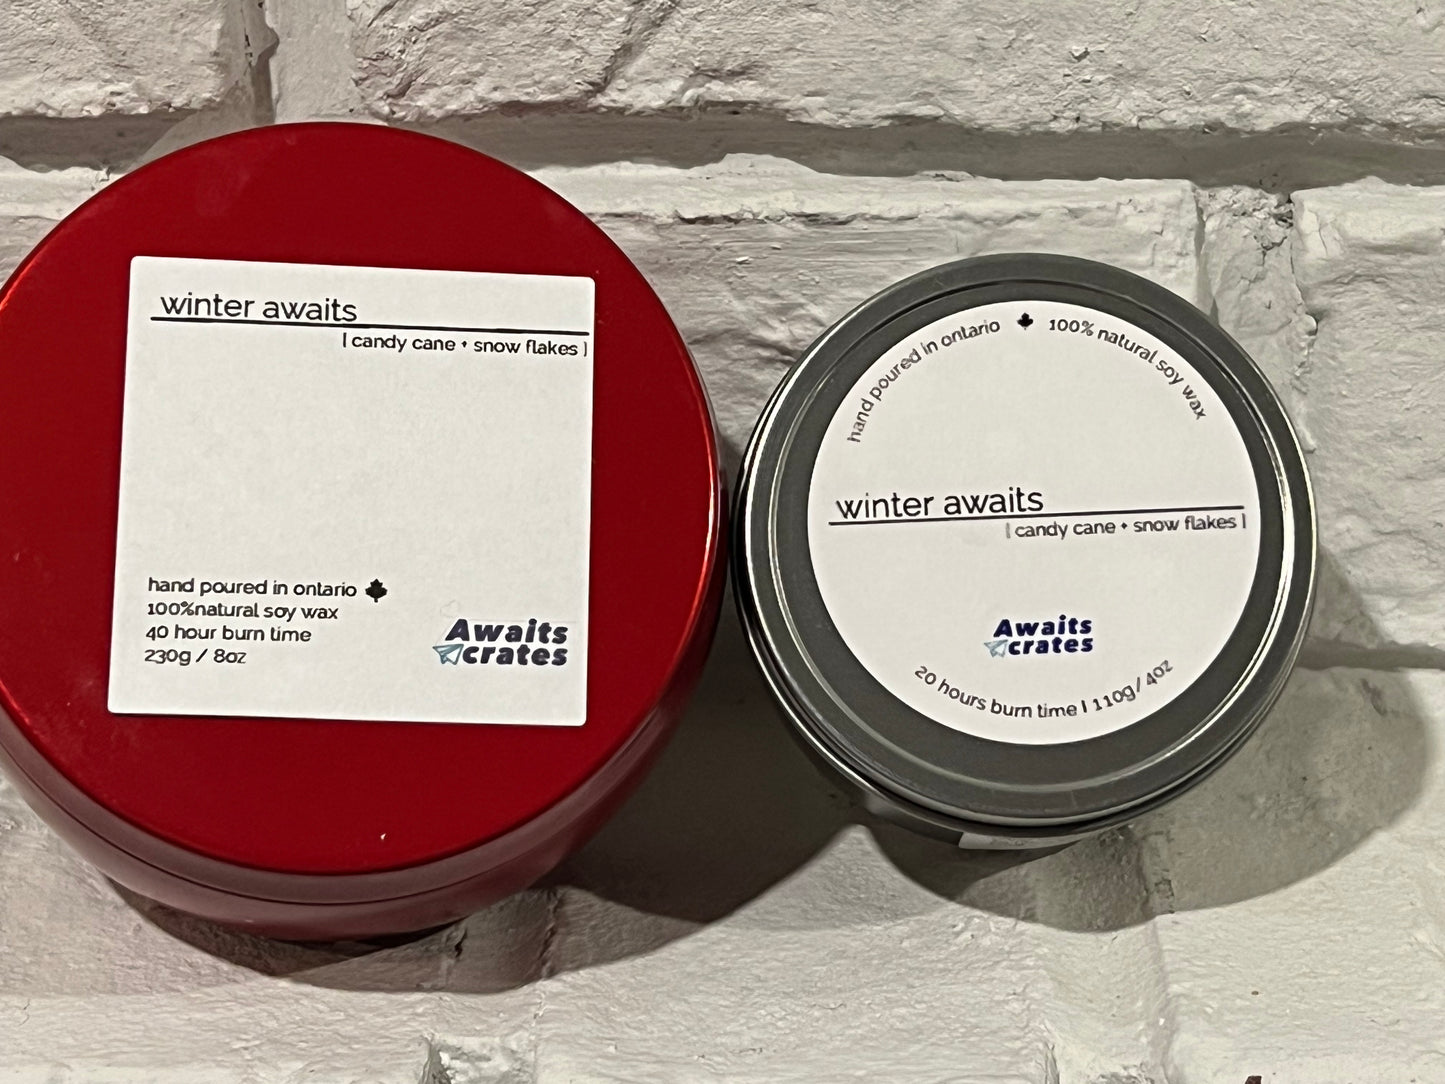 winter awaits
| candy cane + snow flakes |
hand poured in ontario
100%natural soy wax
40 hour burn time
230g / 8oz
Awaits
crates
hand poured in ontario 100% natural soy wax
winter awaits
| candy cane + snow flakes |
Awaits
crates
20 hours burn time | 110g/ 4oz